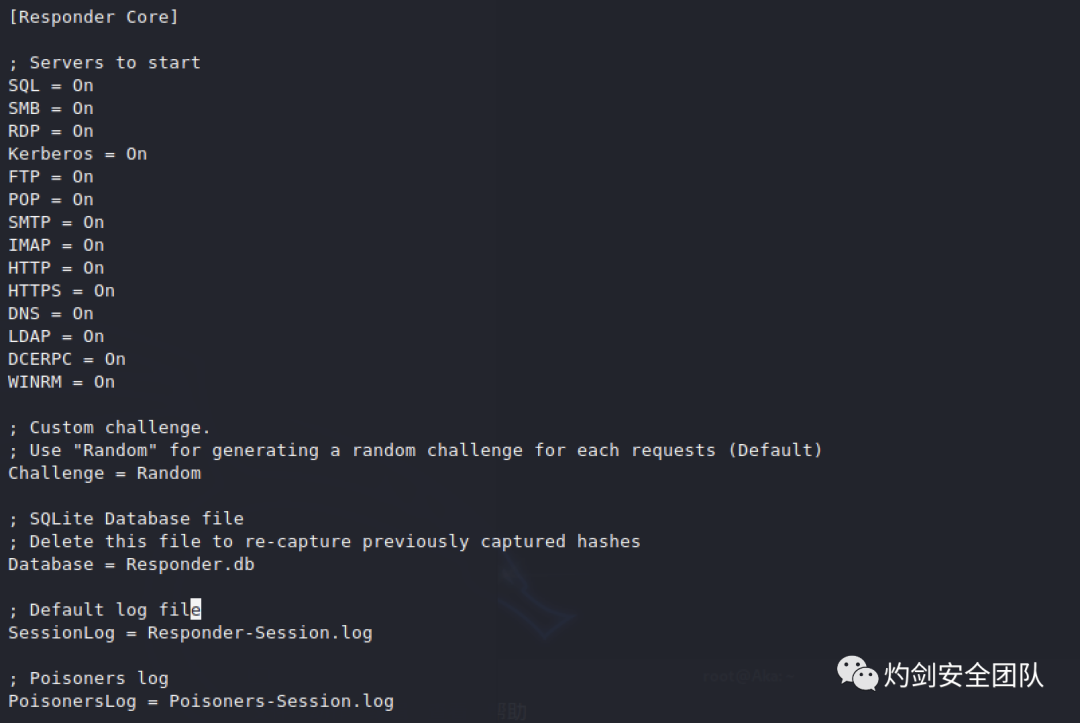 [Responder Core]
; Servers to start
SQL = On
SMB = On
RDP = On
Kerberos = On
FTP = On
POP = On
SMTP = On
IMAP = On
HTTP = On
HTTPS = On
DNS = On
LDAP = On
DCERPC = On
WINRM = On
; Custom challenge.
; Use "Random" for generating a random challenge for each requests (Default)
Challenge = Random
; SQLite Database file
; Delete this file to re-capture previously captured hashes
Database = Responder.db
; Default log file
SessionLog = Responder-Session.log
; Poisoners log
PoisonersLog = Poisoners-Session.log
灼剑安全团队